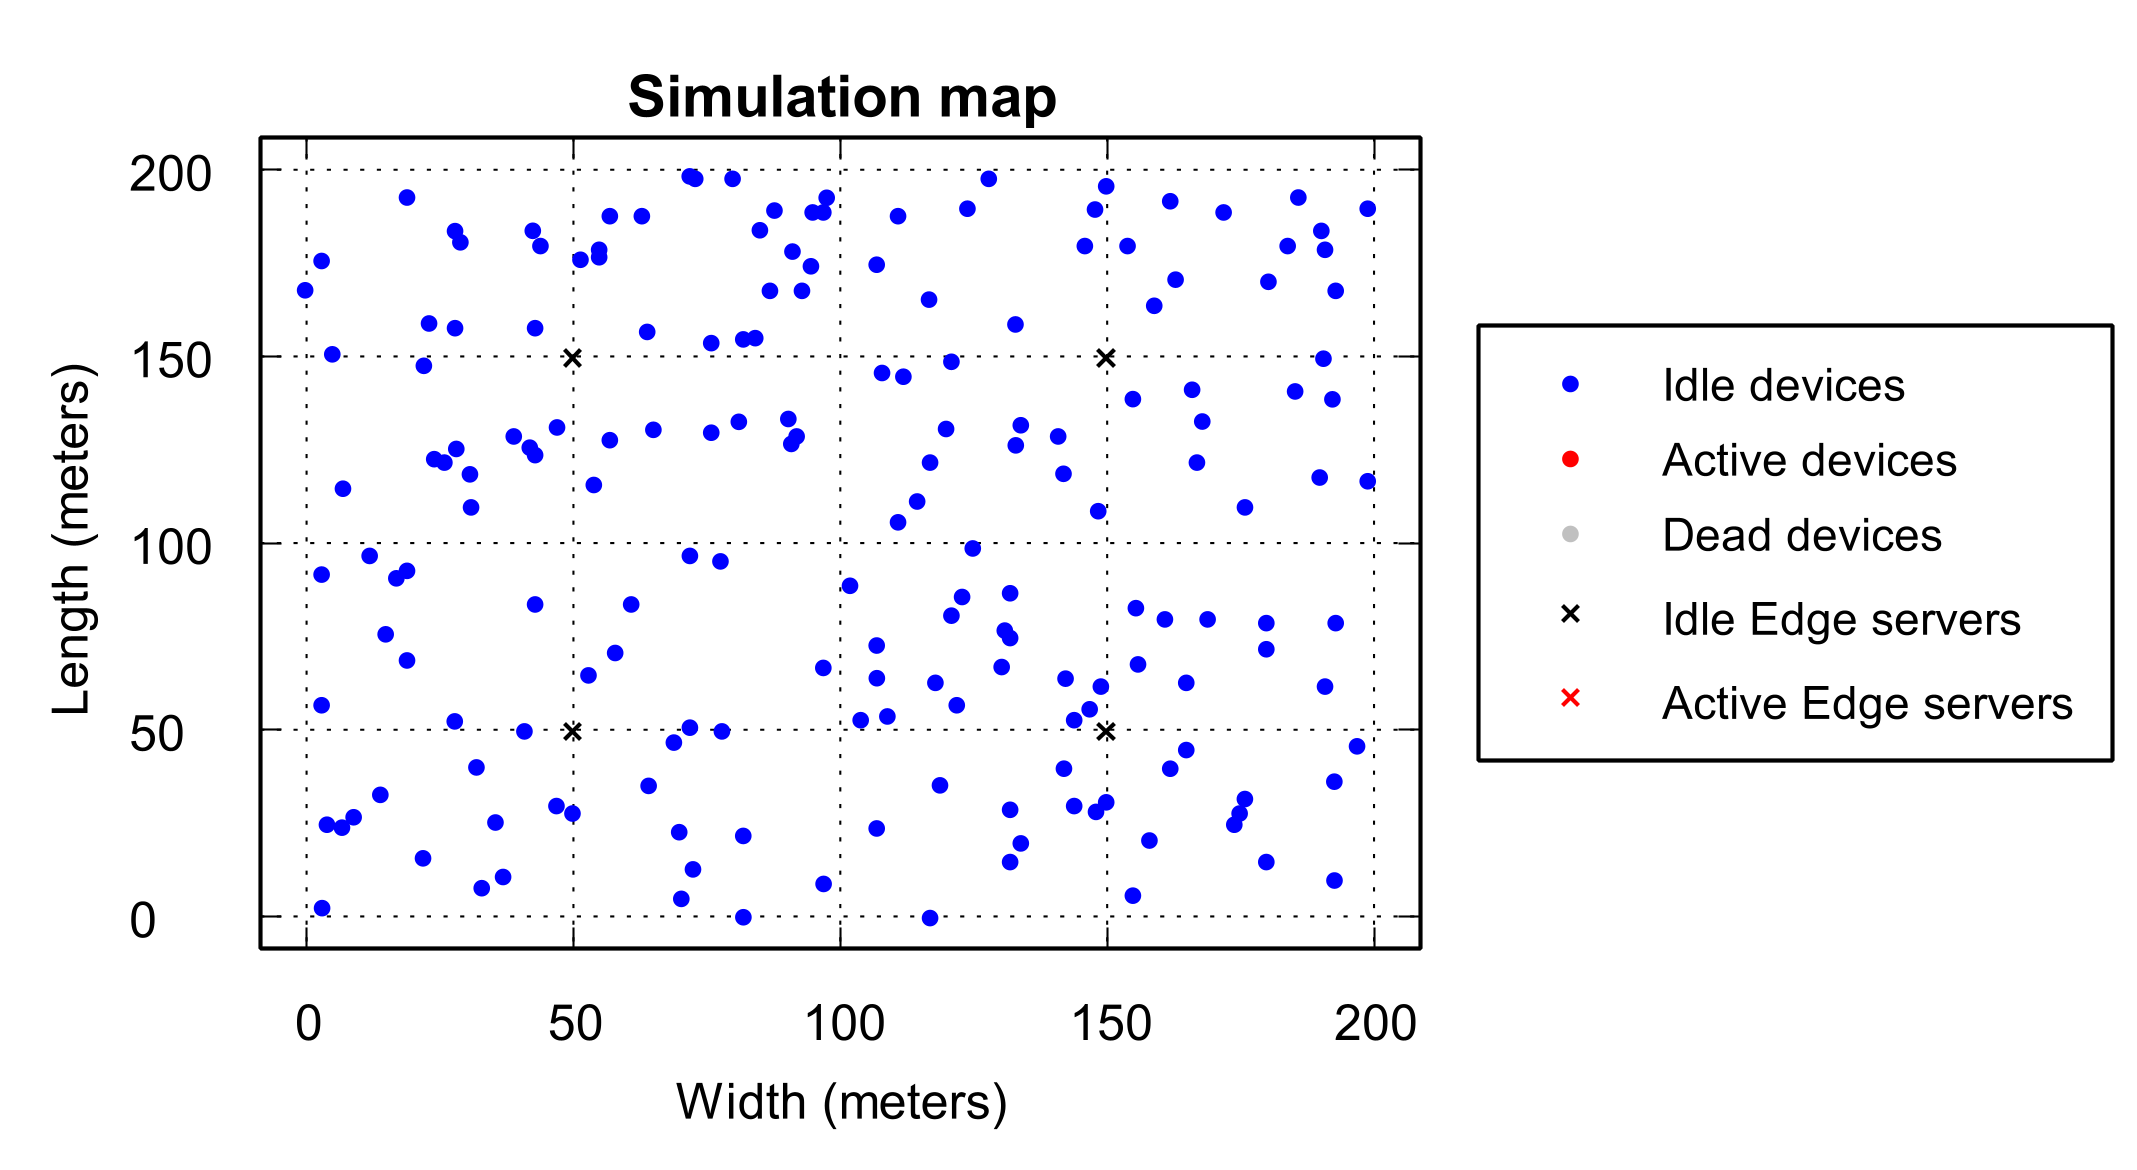 Simulation map
Length (meters)
200
150
100
50
0
0 50 100 150 200
Width (meters)
Idle devices
Active devices
Dead devices
Idle Edge servers
Active Edge servers